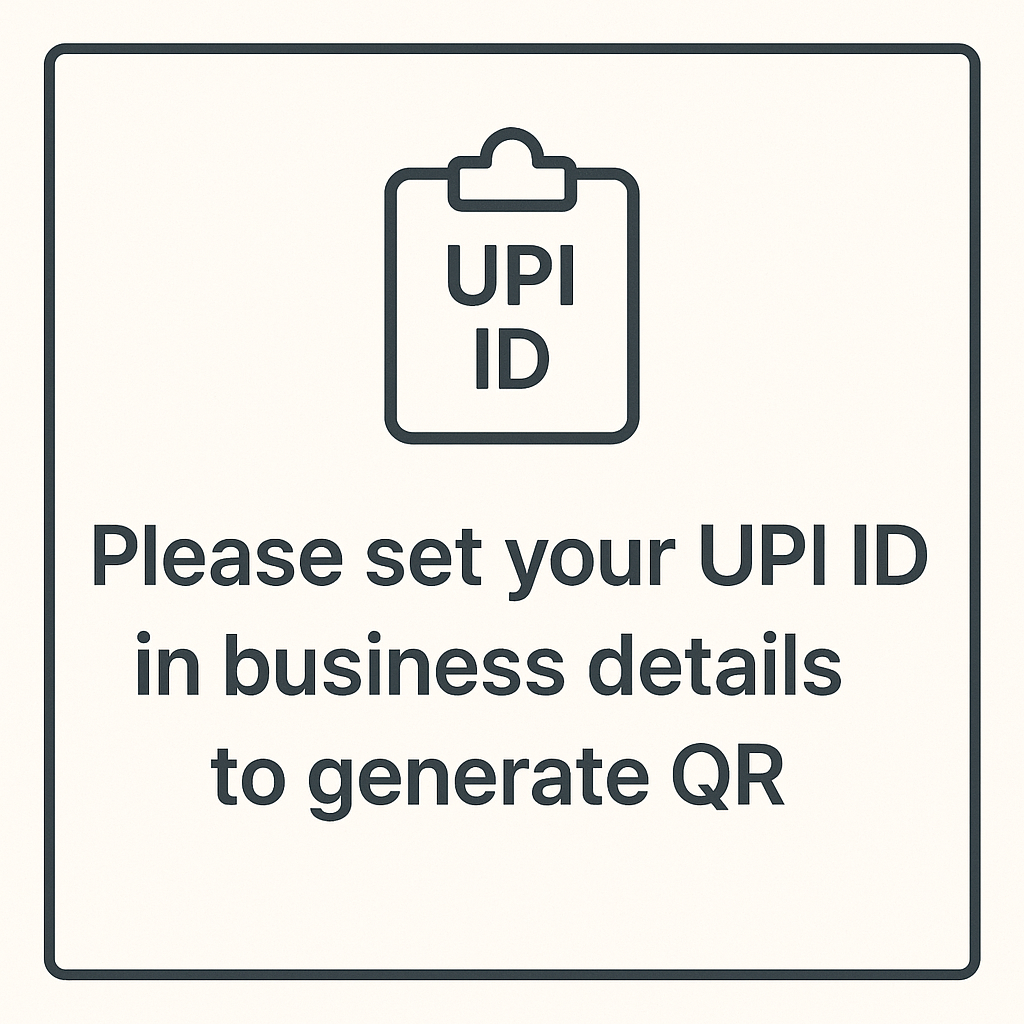 UPI
ID
Please set your UPI ID
in business details
to generate QR